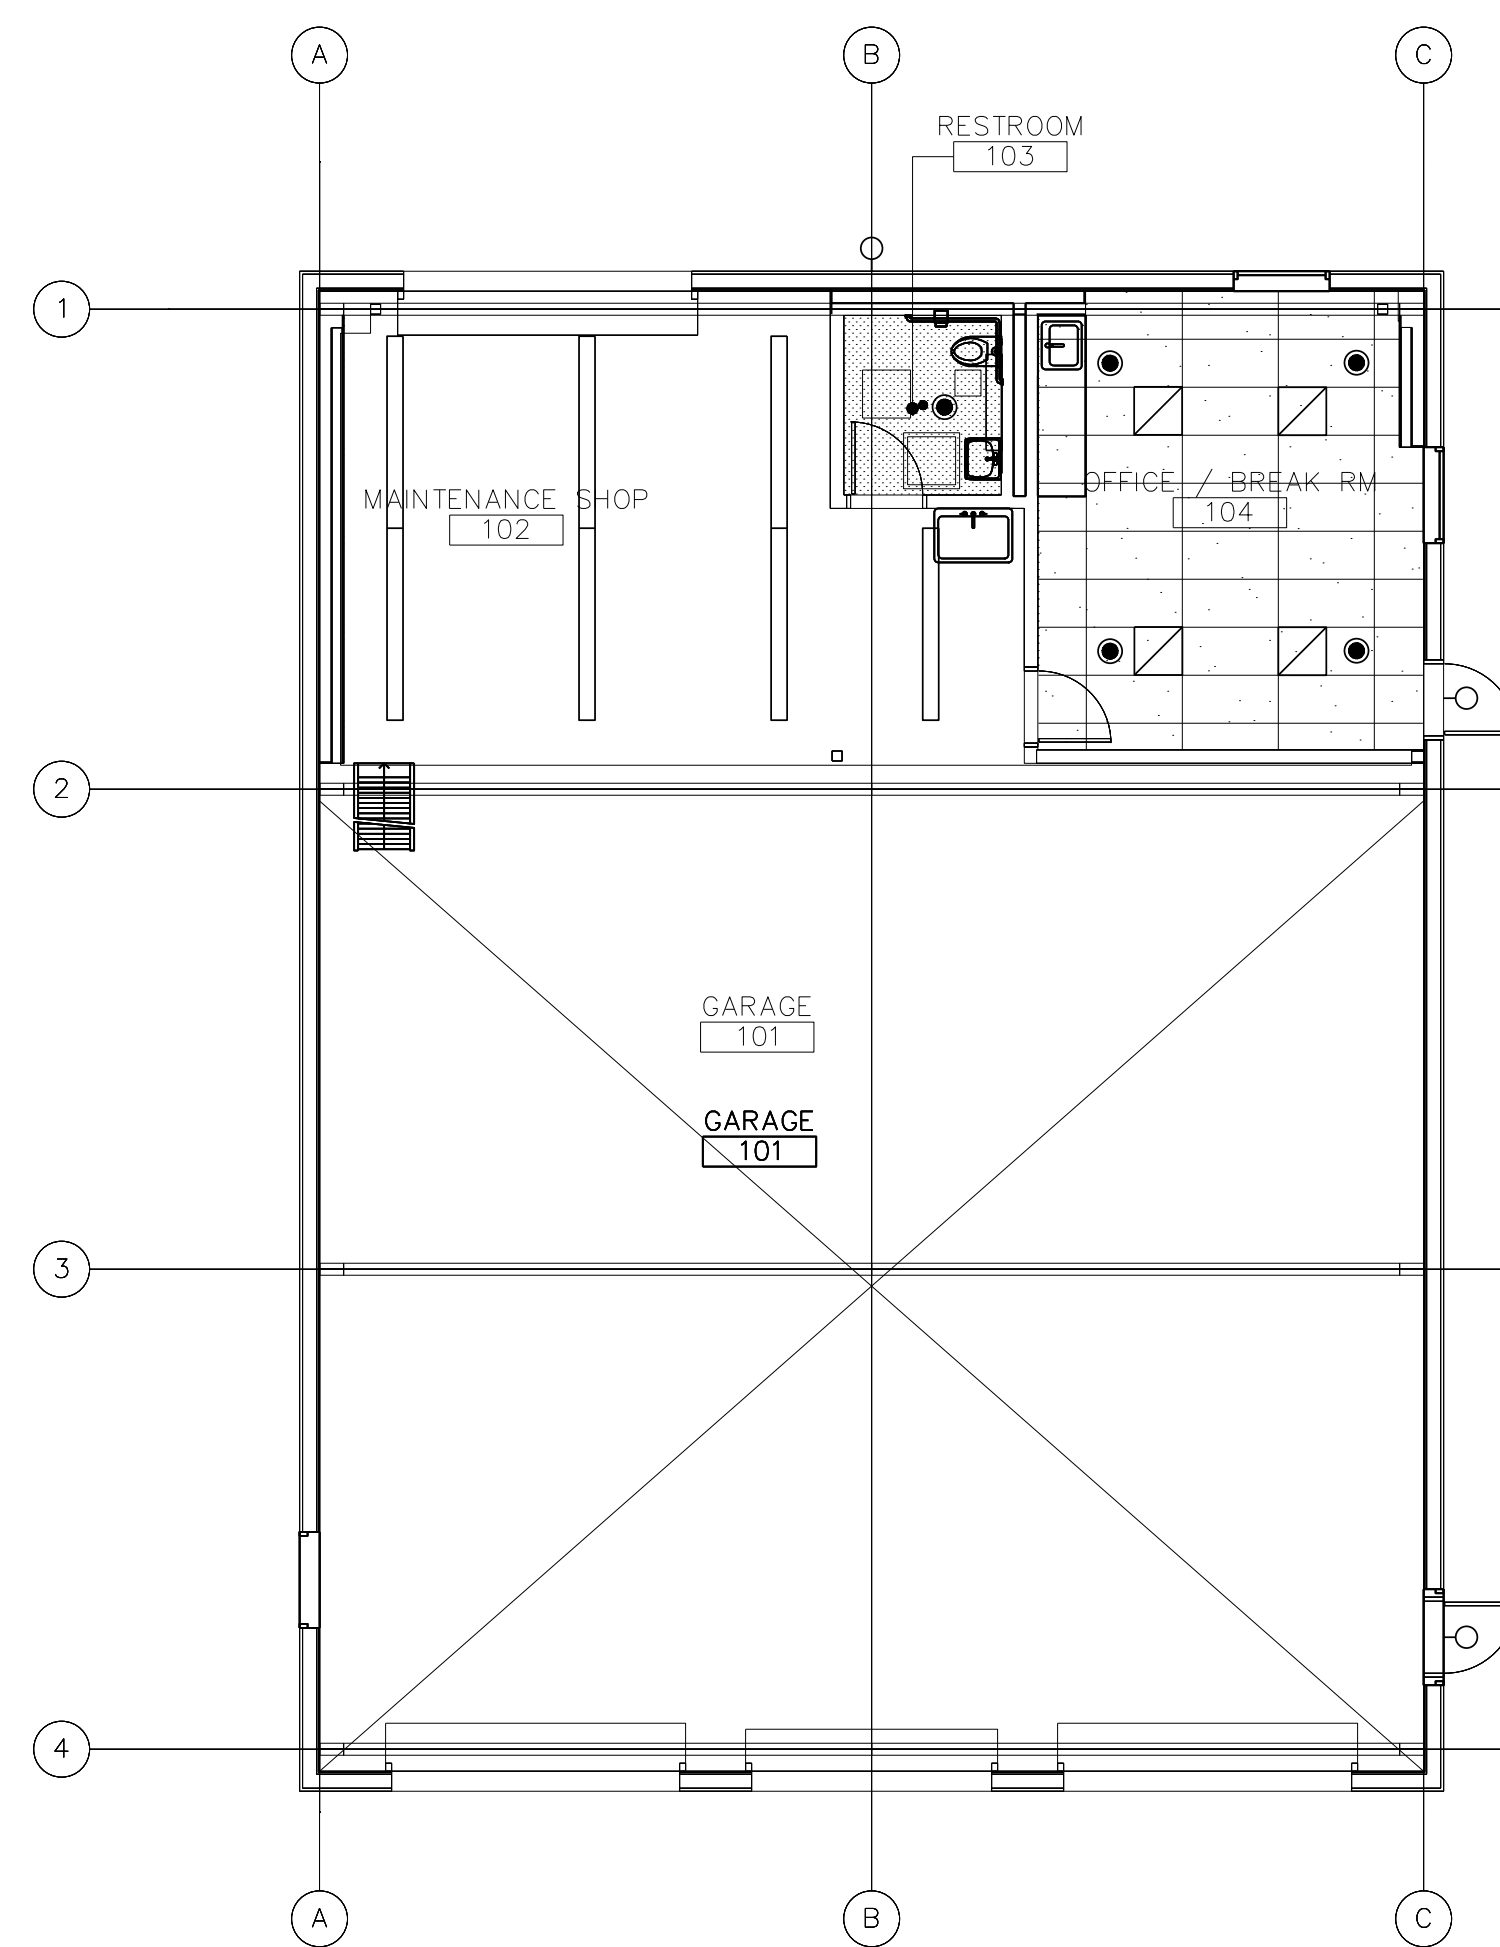 A
B
C
RESTROOM
103
1
MAINTENANCE SHOP
102
OFFICE / BREAK RM
104
2
GARAGE
101
GARAGE
101
3
4
A
B
C